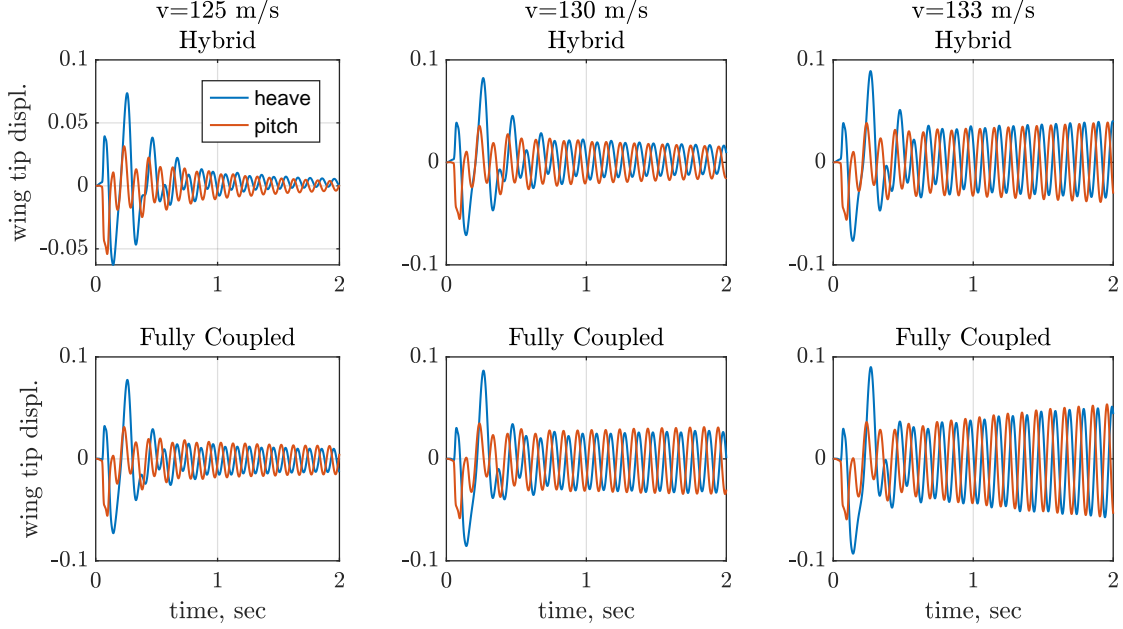 v=125 m/s
Hybrid
v=130 m/s
Hybrid
v=133 m/s
Hybrid
wing tip displ.
0.1
0.05
0
-0.05
0
1
2
heave
pitch
0.1
0
-0.1
0
1
2
0.1
0
-0.1
0
1
2
Fully Coupled
Fully Coupled
Fully Coupled
wing tip displ.
0.1
0
-0.1
0
1
2
time, sec
0.1
0
-0.1
0
1
2
time, sec
0.1
0
-0.1
0
1
2
time, sec